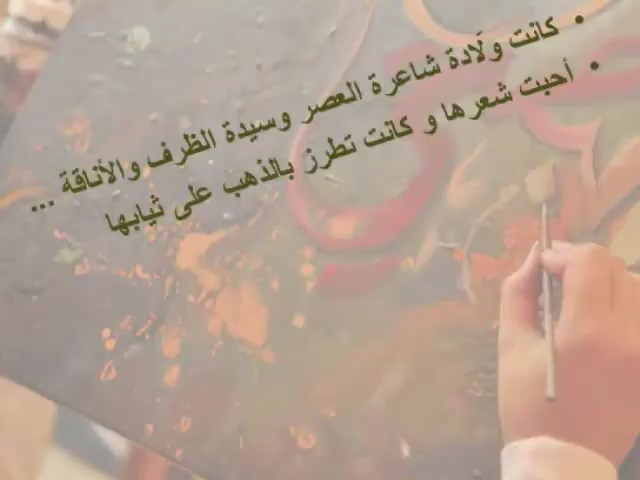 • كانت ولَادة شاعرة العصر وسيدة الظرف والأناقة ...
• أحبت شعرها و كانت تطرز بالذهب على ثيابها